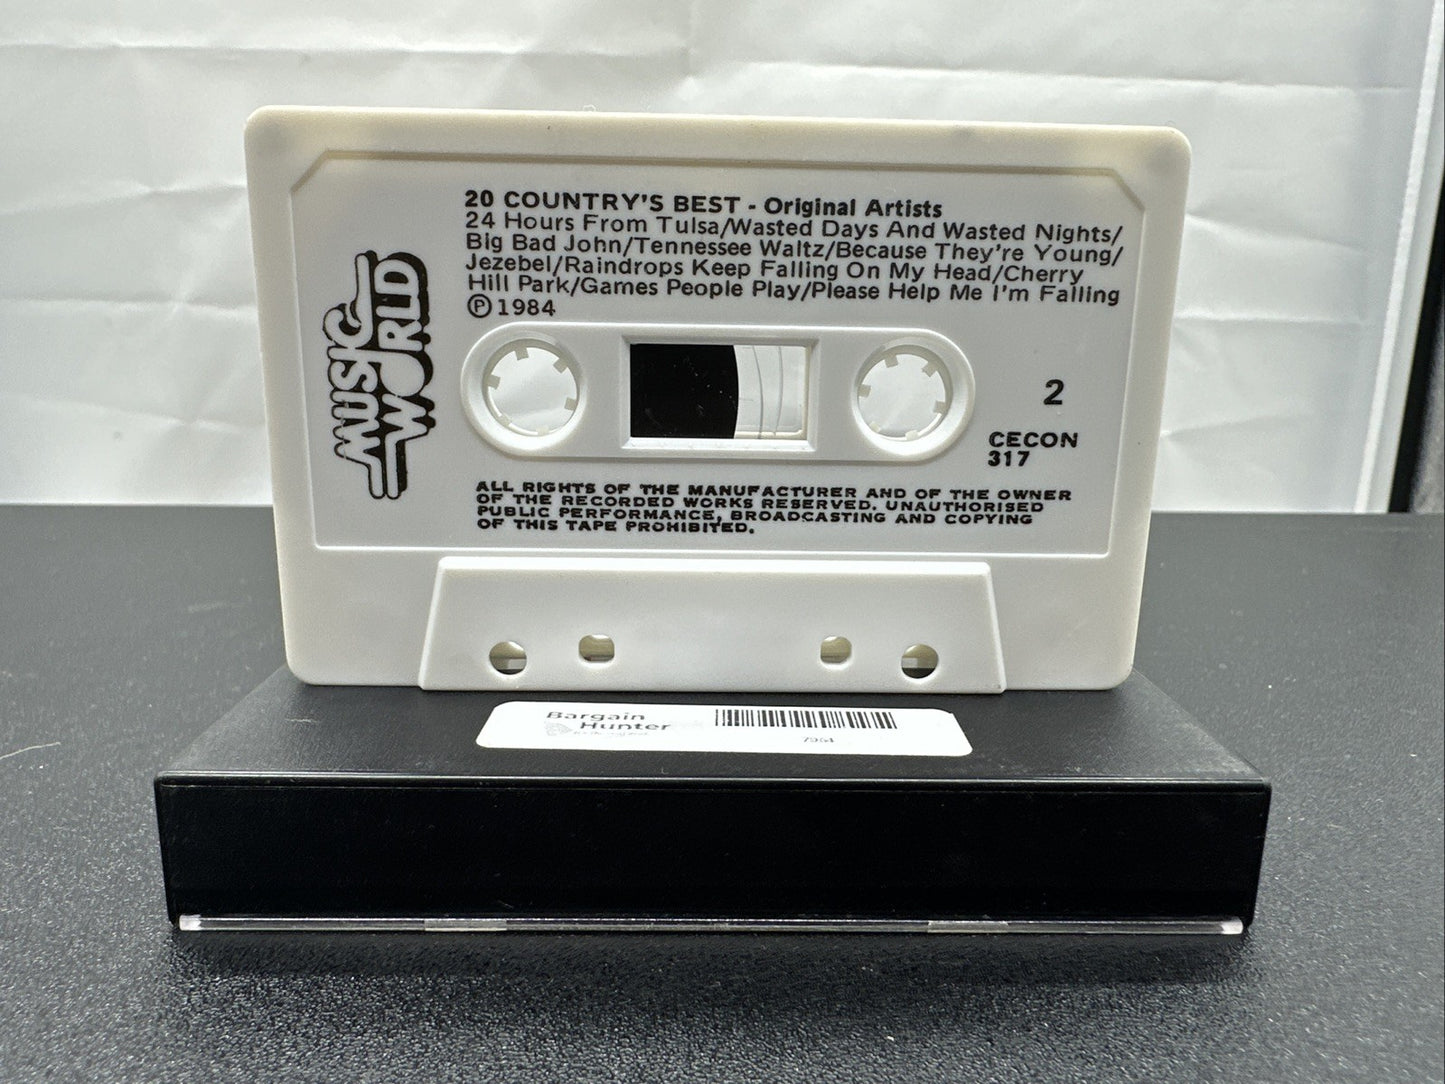 20 COUNTRY'S BEST - Original Artists
24 Hours From Tulsa/Wasted Days And Wasted Nights/
Big Bad John/Tennessee Waltz/Because They're Young/
Jezebel/Raindrops Keep Falling On My Head/Cherry
Hill Park/Games People Play/Please Help Me I'm Falling
Ⓟ 1984
MUSIC
WORLD
2
CECON
317
ALL RIGHTS OF THE MANUFACTURER AND OF THE OWNER
OF THE RECORDED WORKS RESERVED. UNAUTHORISED
PUBLIC PERFORMANCE, BROADCASTING AND COPYING
OF THIS TAPE PROHIBITED.
Bargain
Hunter